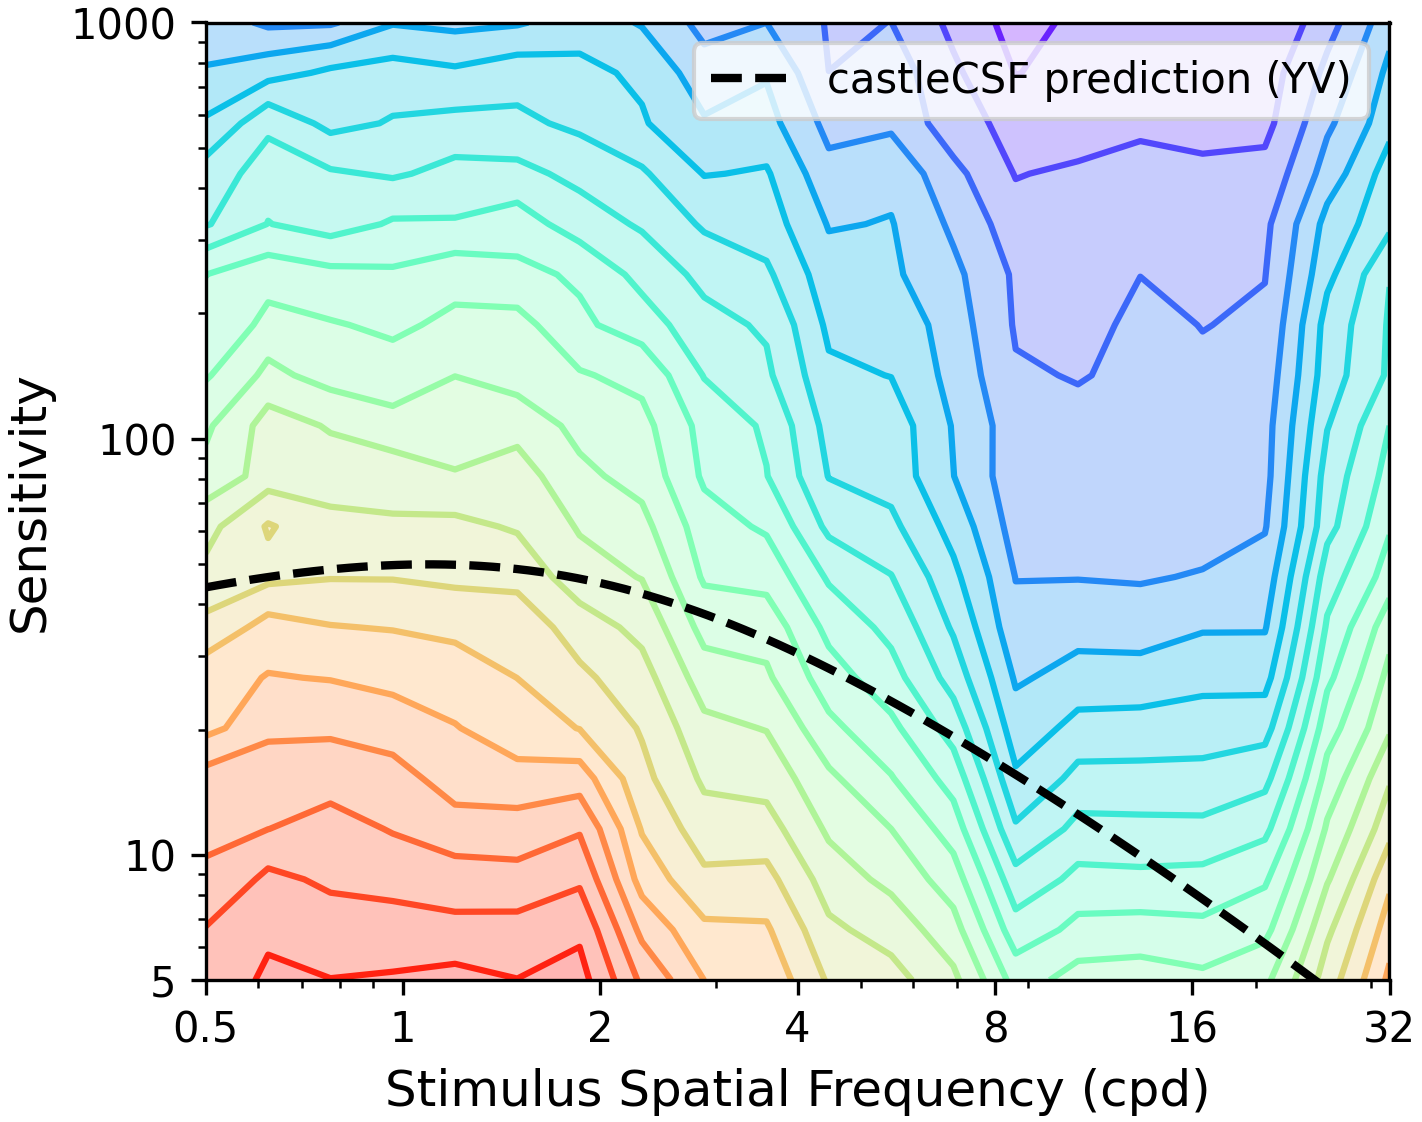 1000
castleCSF prediction (YV)
Sensitivity
100
10
5
0.5 1 2 4 8 16 32
Stimulus Spatial Frequency (cpd)